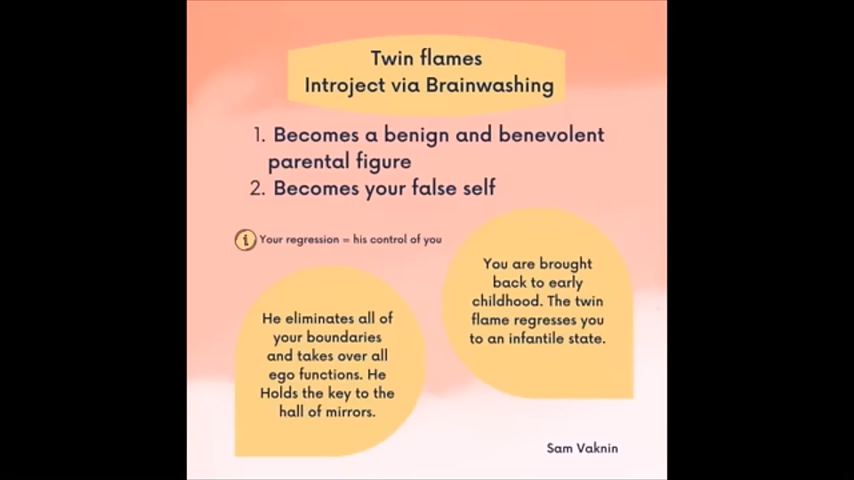 Twin flames
Introject via Brainwashing
1. Becomes a benign and benevolent
parental figure
2. Becomes your false self
i Your regression = his control of you
You are brought
back to early
childhood. The twin
flame regresses you
to an infantile state.
He eliminates all of
your boundaries
and takes over all
ego functions. He
Holds the key to the
hall of mirrors.
Sam Vaknin